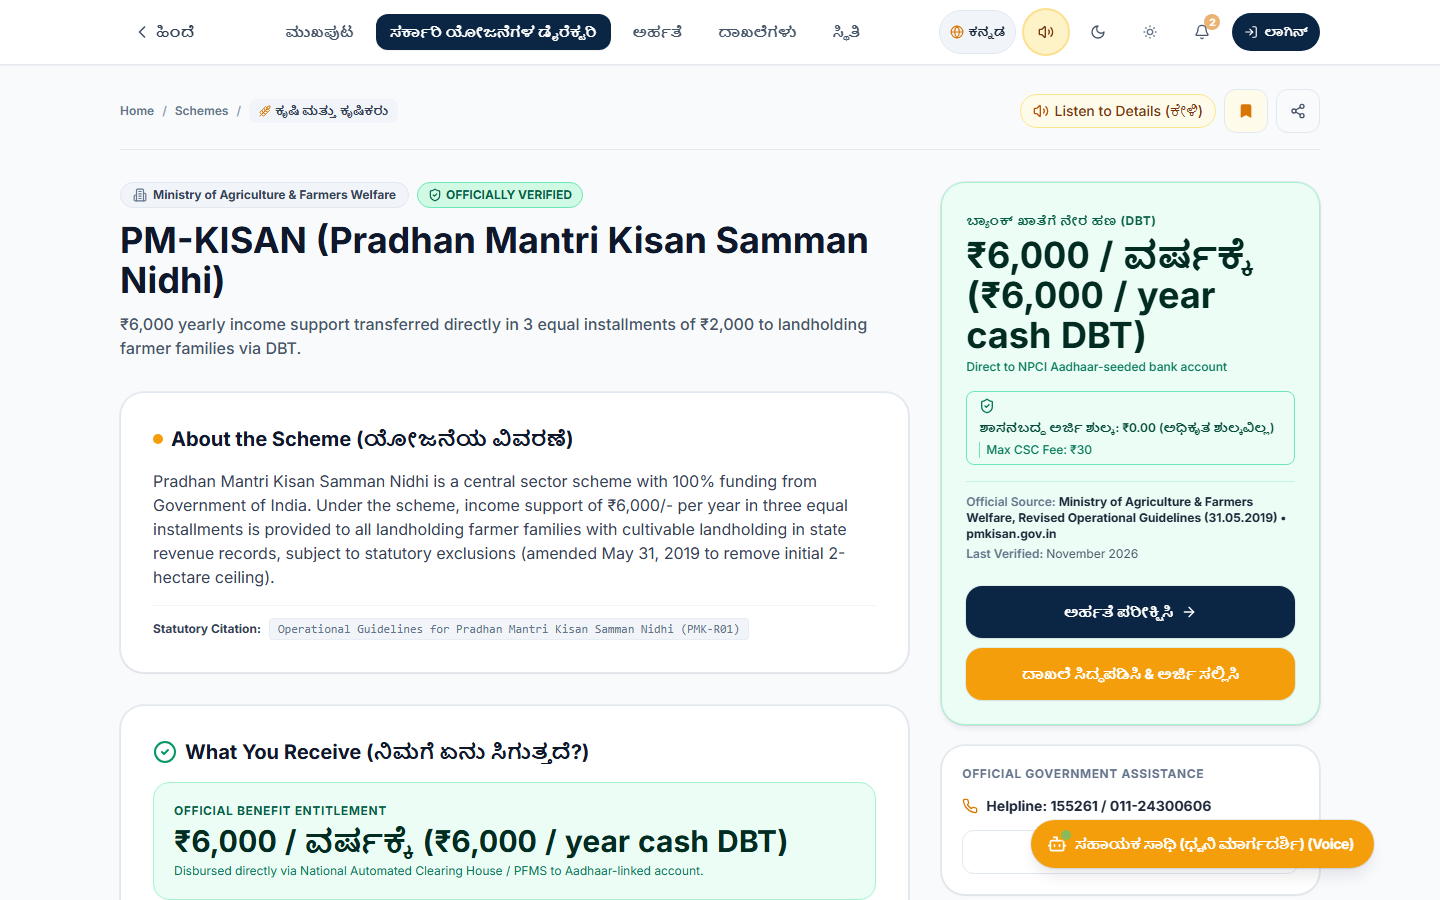 ಹಿಂದೆ
ಮುಖಪುಟ
ಸರ್ಕಾರಿ ಯೋಜನೆಗಳ ಡೈರೆಕ್ಟರಿ
ಅರ್ಹತೆ
ದಾಖಲೆಗಳು
ಸ್ಥಿತಿ
ಕನ್ನಡ
2
ಲಾಗಿನ್
Home / Schemes / ಕೃಷಿ ಮತ್ತು ಕೃಷಿಕರು
Listen to Details (ಕೇಳಿ)
Ministry of Agriculture & Farmers Welfare
OFFICIALLY VERIFIED
PM-KISAN (Pradhan Mantri Kisan Samman
Nidhi)
₹6,000 yearly income support transferred directly in 3 equal installments of ₹2,000 to landholding
farmer families via DBT.
About the Scheme (ಯೋಜನೆಯ ವಿವರಣೆ)
Pradhan Mantri Kisan Samman Nidhi is a central sector scheme with 100% funding from
Government of India. Under the scheme, income support of ₹6,000/- per year in three equal
installments is provided to all landholding farmer families with cultivable landholding in state
revenue records, subject to statutory exclusions (amended May 31, 2019 to remove initial 2-
hectare ceiling).
Statutory Citation: Operational Guidelines for Pradhan Mantri Kisan Samman Nidhi (PMK-R01)
What You Receive (ನಿಮಗೆ ಏನು ಸಿಗುತ್ತದೆ?)
OFFICIAL BENEFIT ENTITLEMENT
₹6,000 / ವರ್ಷಕ್ಕೆ (₹6,000 / year cash DBT)
Disbursed directly via National Automated Clearing House / PFMS to Aadhaar-linked account.
ಬ್ಯಾಂಕ್ ಖಾತೆಗೆ ನೇರ ಹಣ (DBT)
₹6,000 / ವರ್ಷಕ್ಕೆ
(₹6,000 / year
cash DBT)
Direct to NPCI Aadhaar-seeded bank account
ಶಾಸನಬದ್ಧ ಅರ್ಜಿ ಶುಲ್ಕ: ₹0.00 (ಅಧಿಕೃತ ಶುಲ್ಕವಿಲ್ಲ)
Max CSC Fee: ₹30
Official Source: Ministry of Agriculture & Farmers
Welfare, Revised Operational Guidelines (31.05.2019) •
pmkisan.gov.in
Last Verified: November 2026
ಅರ್ಹತೆ ಪರೀಕ್ಷಿಸಿ →
ದಾಖಲೆ ಸಿದ್ಧಪಡಿಸಿ & ಅರ್ಜಿ ಸಲ್ಲಿಸಿ
OFFICIAL GOVERNMENT ASSISTANCE
Helpline: 155261 / 011-24300606
ಸಹಾಯಕ ಸಾಥಿ (ಧ್ವನಿ ಮಾರ್ಗದರ್ಶಿ) (Voice)